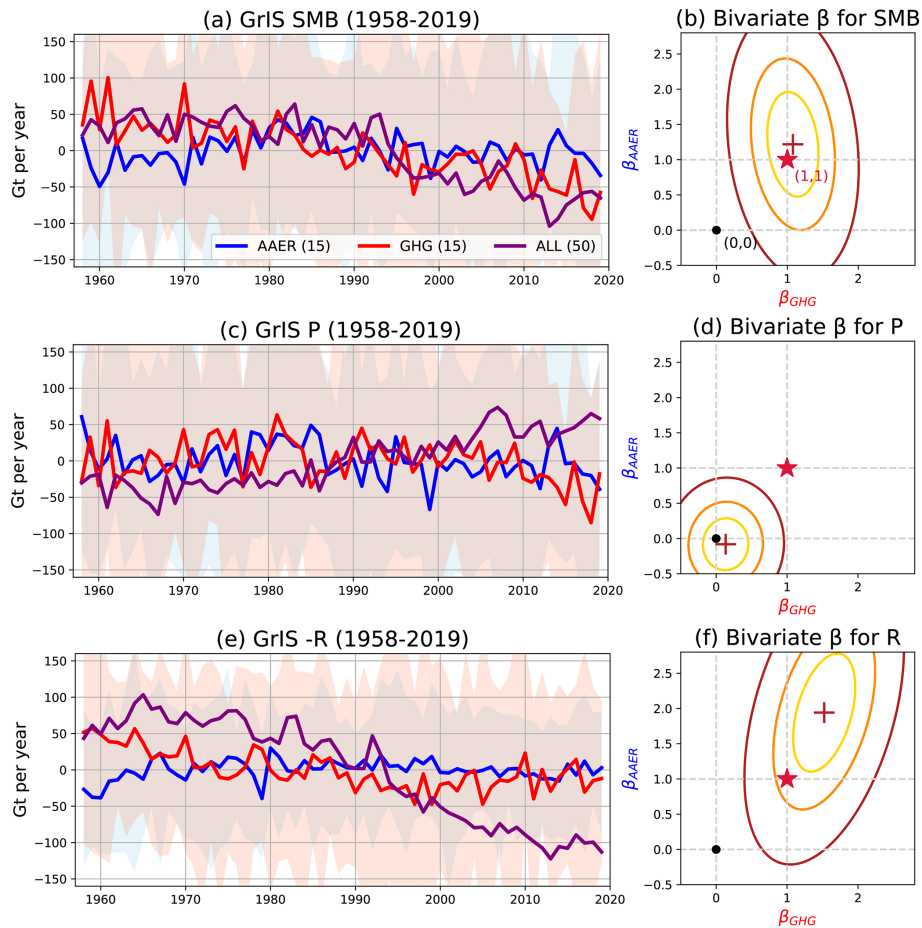 (a) GrIS SMB (1958-2019)
Gt per year
100
50
0
−50
−100
−150
AAER (15) GHG (15) ALL (50)
1960 1970 1980 1990 2000 2010 2020
(b) Bivariate β for SMB
β_AAER
2.5
2.0
1.5
1.0
0.5
0.0
−0.5
(1,1)
(0,0)
0 1 2
β_GHG
(c) GrIS P (1958-2019)
Gt per year
150
100
50
0
−50
−100
−150
1960 1970 1980 1990 2000 2010 2020
(d) Bivariate β for P
β_AAER
2.5
2.0
1.5
1.0
0.5
0.0
−0.5
0 1 2
β_GHG
(e) GrIS -R (1958-2019)
Gt per year
150
100
50
0
−50
−100
−150
1960 1970 1980 1990 2000 2010 2020
(f) Bivariate β for R
β_AAER
2.5
2.0
1.5
1.0
0.5
0.0
−0.5
0 1 2
β_GHG